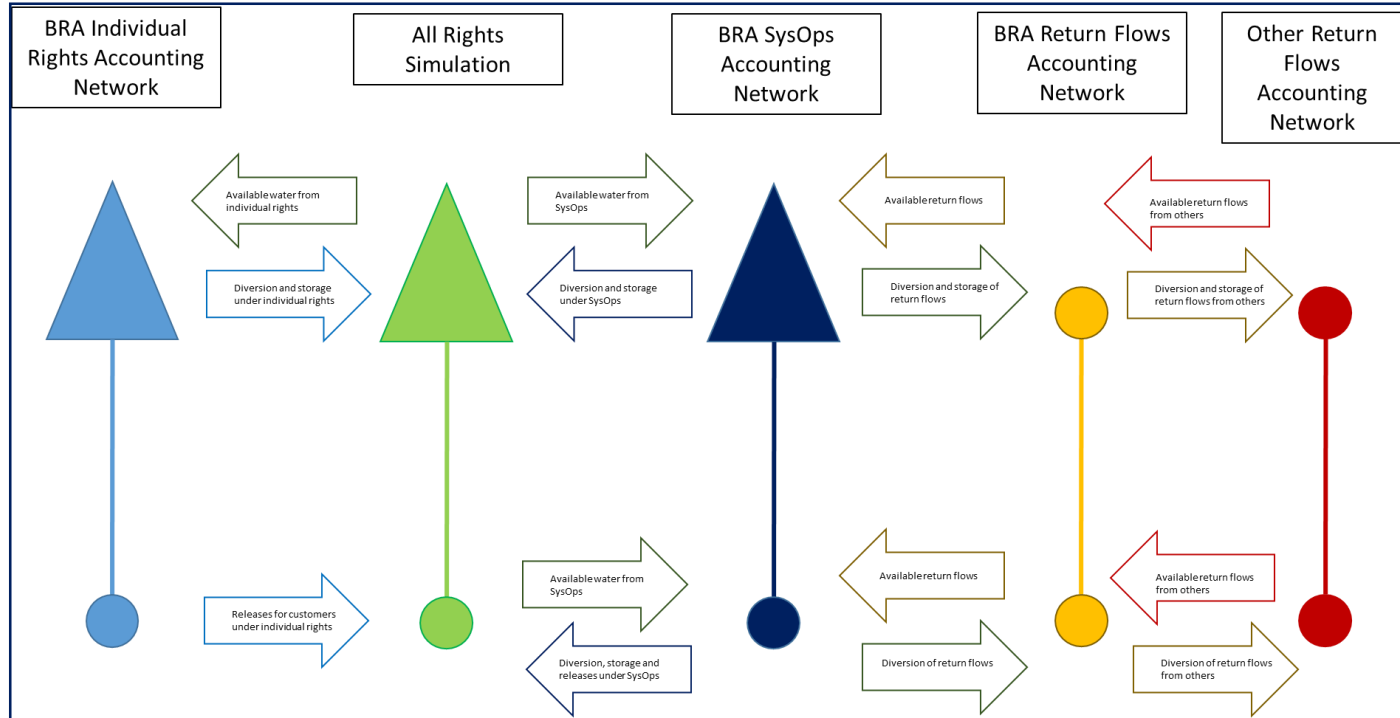 BRA Individual
Rights Accounting
Network
All Rights
Simulation
BRA SysOps
Accounting
Network
BRA Return Flows
Accounting
Network
Other Return
Flows
Accounting
Network
Available water from
individual rights
Available water from
SysOps
Available return flows
Available return flows
from others
Diversion and storage
under individual rights
Diversion and storage
under SysOps
Diversion and storage of
return flows
Diversion and storage of
return flows from others
Available water from
SysOps
Available return flows
Available return flows
from others
Releases for customers
under individual rights
Diversion, storage and
releases under SysOps
Diversion of return flows
Diversion of return flows
from others